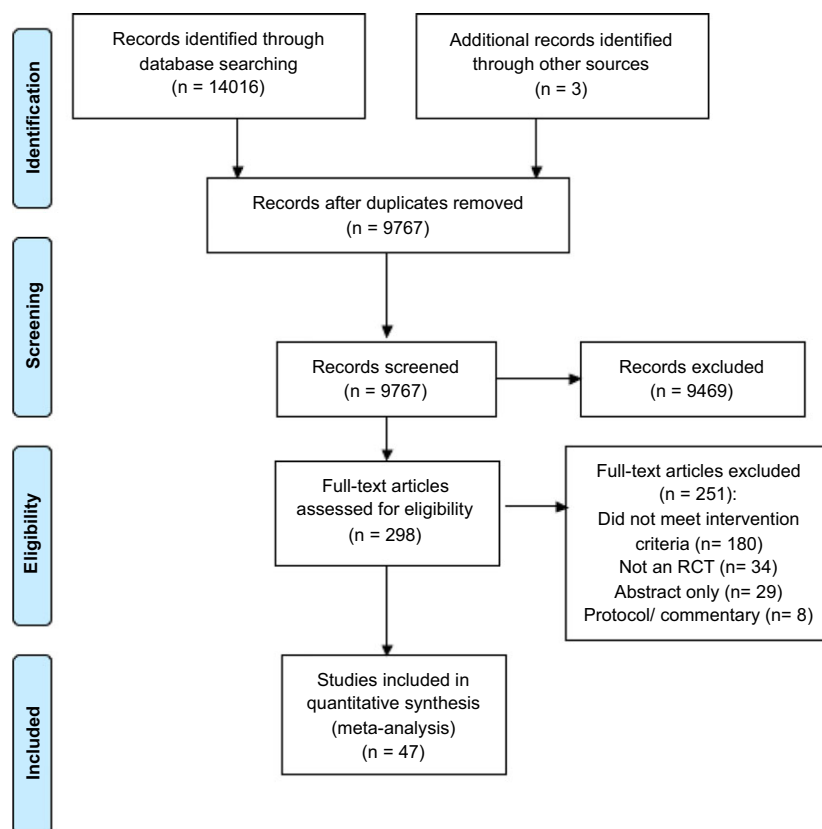 Identification
Records identified through
database searching
(n = 14016)
Additional records identified
through other sources
(n = 3)
Records after duplicates removed
(n = 9767)
Screening
Records screened
(n = 9767)
Records excluded
(n = 9469)
Eligibility
Full-text articles
assessed for eligibility
(n = 298)
Full-text articles excluded
(n = 251):
Did not meet intervention
criteria (n= 180)
Not an RCT (n= 34)
Abstract only (n= 29)
Protocol/ commentary (n= 8)
Included
Studies included in
quantitative synthesis
(meta-analysis)
(n = 47)